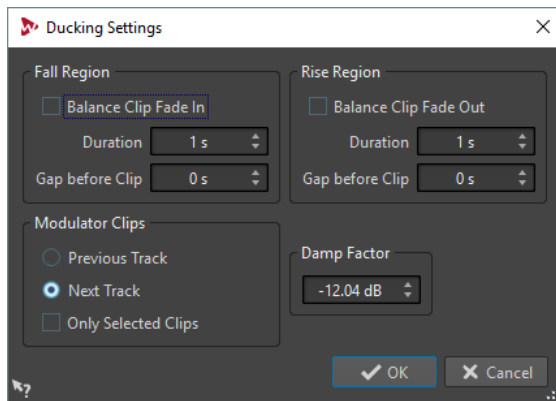 Ducking Settings
Fall Region
Balance Clip Fade In
Duration 1 s
Gap before Clip 0 s
Rise Region
Balance Clip Fade Out
Duration 1 s
Gap before Clip 0 s
Modulator Clips
Previous Track
Next Track
Only Selected Clips
Damp Factor
-12.04 dB
OK
Cancel